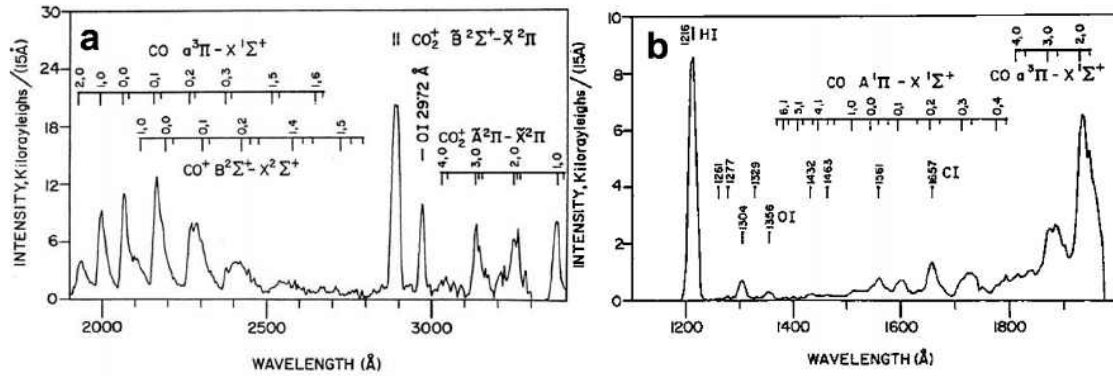 a
CO a³Π – X¹Σ⁺
2,0 1,0 0,0 0,1 0,2 0,3 1,5 1,6
1,0 0,0 0,1 0,2 1,4 1,5
CO⁺ B²Σ⁺– X²Σ⁺
II CO₂⁺ B̃²Σ⁺–X̃²Π
– OI 2972 Å
CO₂⁺ Ã²Π–X̃²Π
4,0 3,0 2,0 1,0
INTENSITY, Kilorayleighs/(15Å)
30
24
18
12
6
0
2000 2500 3000
WAVELENGTH (Å)
b
1216 HI
4,0 3,0 2,0
CO a³Π–X¹Σ⁺
CO A¹Π – X¹Σ⁺
6,1 5,1 4,1 1,0 0,0 0,1 0,2 0,3 0,4
1261
1277
1329
1432
1463
1561
1657
CI
1304
1356
OI
INTENSITY, Kilorayleighs/(15Å)
10
8
6
4
2
0
1200 1400 1600 1800
WAVELENGTH (Å)